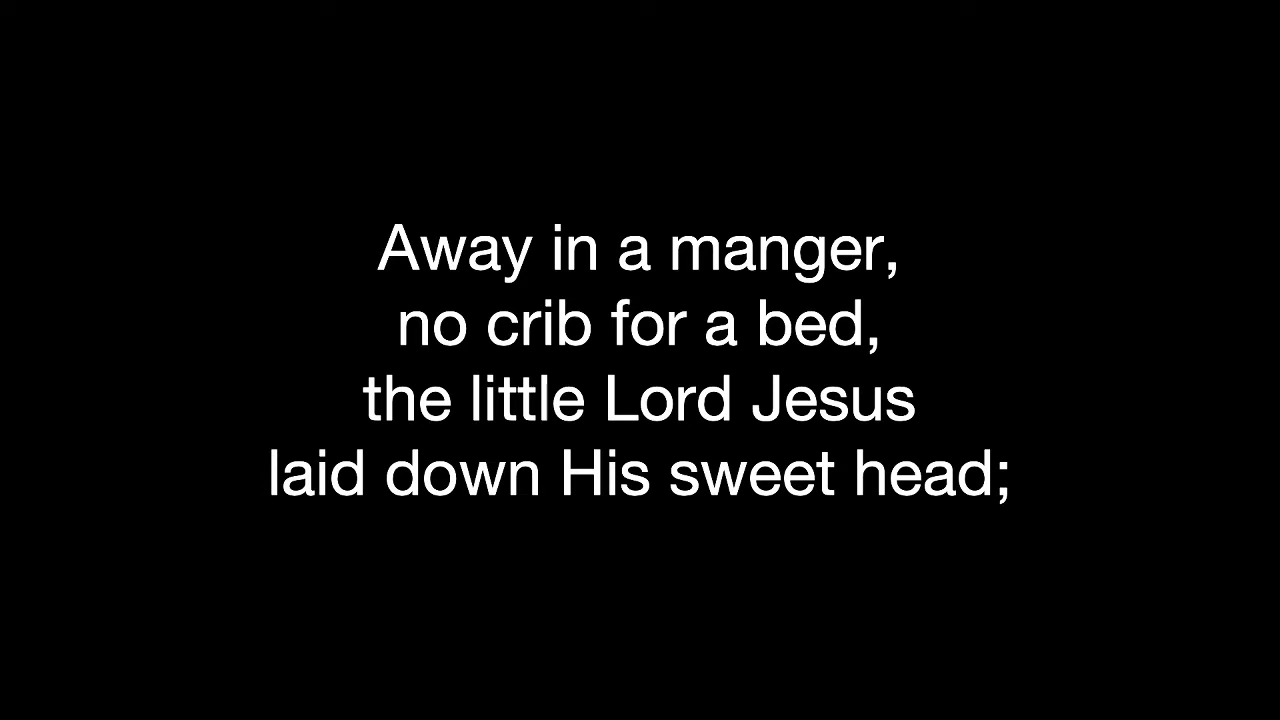 Away in a manger,
no crib for a bed,
the little Lord Jesus
laid down His sweet head;